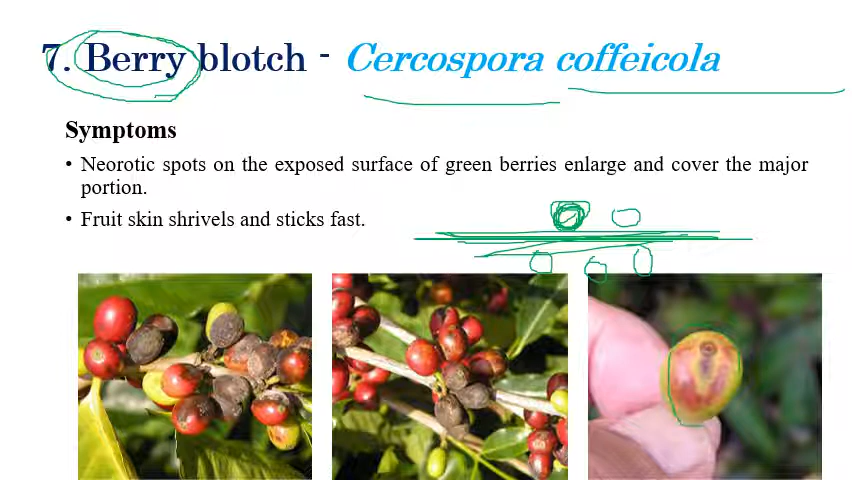 7. Berry blotch - Cercospora coffeicola
Symptoms
• Neorotic spots on the exposed surface of green berries enlarge and cover the major
portion.
• Fruit skin shrivels and sticks fast.